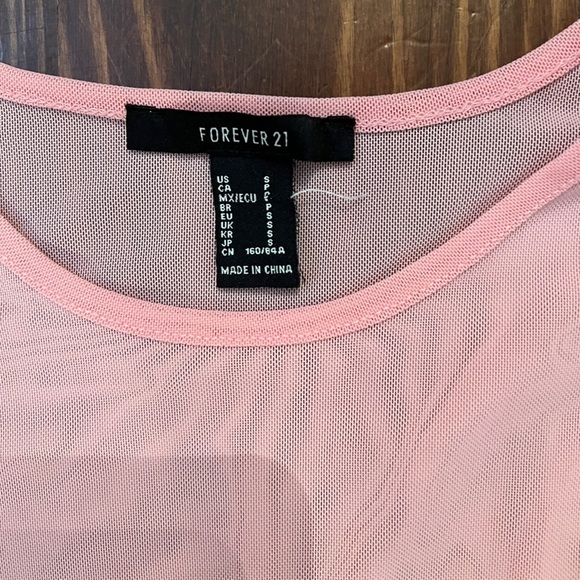 FOREVER 21
US S
CA P
MX/ECU
BR P
EU S
UK S
KR S
JP S
CN 160/84A
MADE IN CHINA